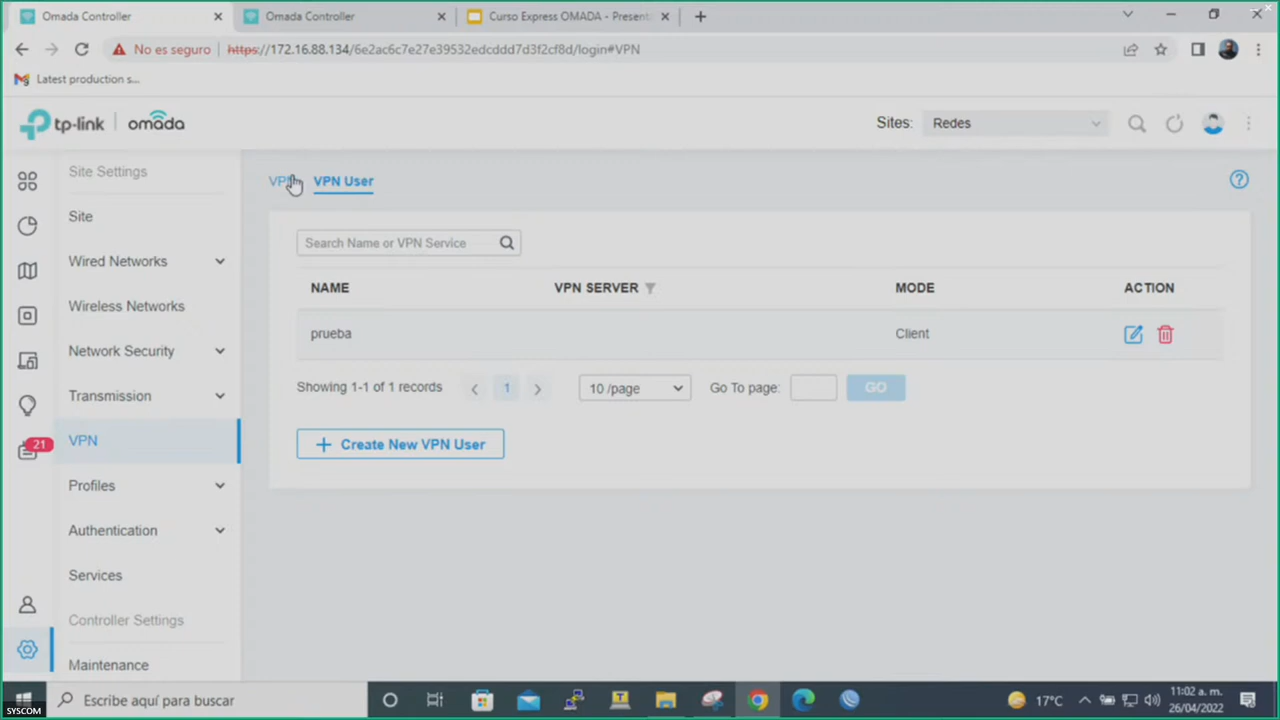 Omada Controller
Omada Controller
Curso Express OMADA - Present
No es seguro
https://172.16.88.134/6e2ac6c7e27e39532edcddd7d3f2cf8d/login#VPN
Latest production s...
tp-link
omada
Sites:
Redes
Site Settings
Site
Wired Networks
Wireless Networks
Network Security
Transmission
VPN
Profiles
Authentication
Services
Controller Settings
Maintenance
21
VPN
VPN User
Search Name or VPN Service
NAME
VPN SERVER
MODE
ACTION
prueba
Client
Showing 1-1 of 1 records
1
10 /page
Go To page:
GO
Create New VPN User
Escribe aquí para buscar
17°C
11:02 a. m.
26/04/2022
SYSCOM